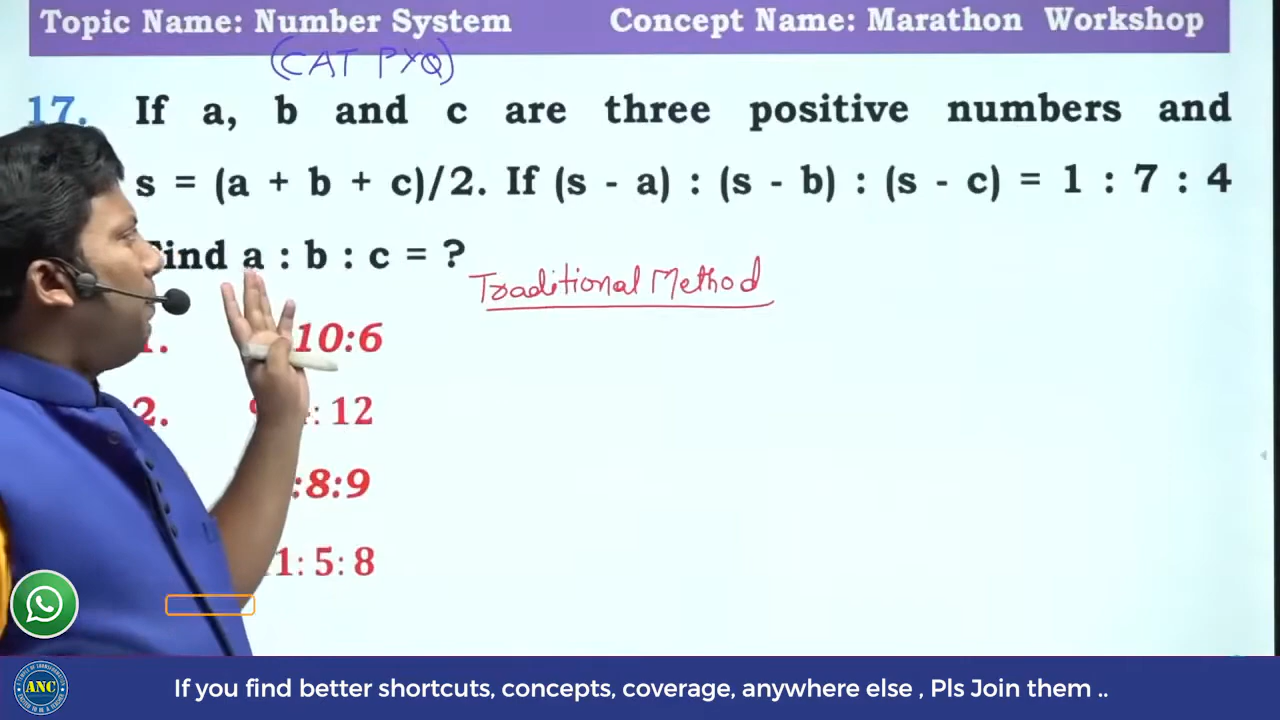 Topic Name: Number System Concept Name: Marathon Workshop
(CAT PYQ)
17. If a, b and c are three positive numbers and
s = (a + b + c)/2. If (s - a) : (s - b) : (s - c) = 1 : 7 : 4
Find a : b : c = ?
Traditional Method
1. 10:6
2. : 12
:8:9
1: 5: 8
ANC
If you find better shortcuts, concepts, coverage, anywhere else , Pls Join them ..